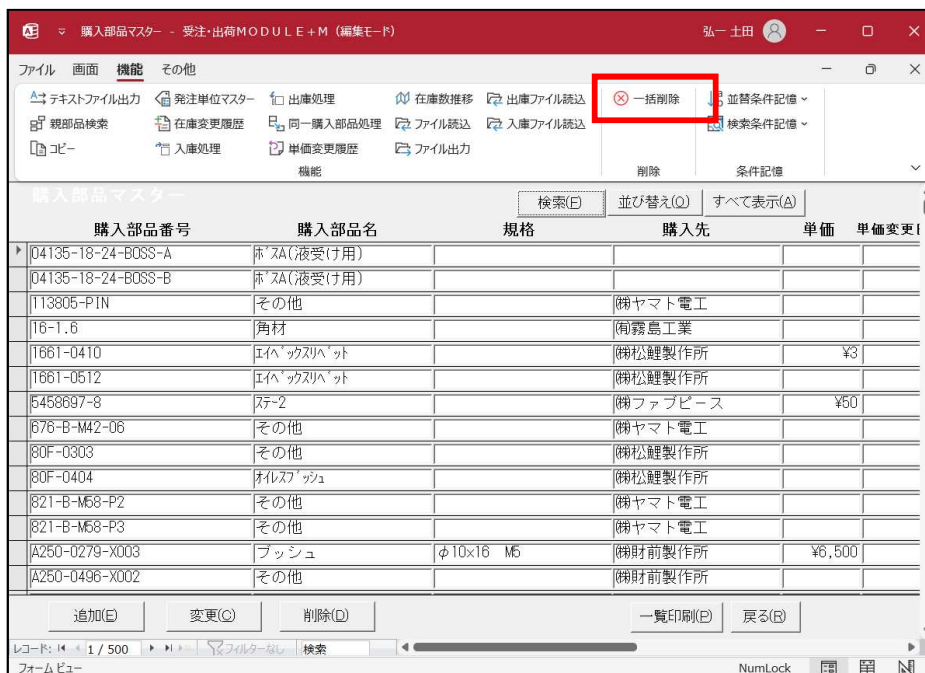 購入部品マスター - 受注・出荷MODULE+M (編集モード) 弘一 土田
ファイル 画面 機能 その他
テキストファイル出力 発注単位マスター 出庫処理 在庫数推移 出庫ファイル読込 一括削除 並替条件記憶
親部品検索 在庫変更履歴 同一購入部品処理 ファイル読込 入庫ファイル読込 検索条件記憶
コピー 入庫処理 単価変更履歴 ファイル出力
機能 削除 条件記憶
購入部品マスター 検索(F) 並び替え(O) すべて表示(A)
購入部品番号 購入部品名 規格 購入先 単価 単価変更
04135-18-24-BOSS-A ﾎﾞｽA(液受け用)
04135-18-24-BOSS-B ﾎﾞｽA(液受け用)
113805-PIN その他 ㈱ヤマト電工
16-1.6 角材 ㈲霧島工業
1661-0410 ｴｲﾍﾞｯｸｽﾘﾍﾞｯﾄ ㈱松鯉製作所 ¥3
1661-0512 ｴｲﾍﾞｯｸｽﾘﾍﾞｯﾄ ㈱松鯉製作所
5458697-8 ｽﾃｰ2 ㈱ファブピース ¥50
676-B-M42-06 その他 ㈱ヤマト電工
80F-0303 その他 ㈱松鯉製作所
80F-0404 ｵｲﾚｽﾌﾞｯｼｭ ㈱松鯉製作所
821-B-M58-P2 その他 ㈱ヤマト電工
821-B-M58-P3 その他 ㈱ヤマト電工
A250-0279-X003 ブッシュ φ10×16 M5 ㈱財前製作所 ¥6,500
A250-0496-X002 その他 ㈱財前製作所
追加(E) 変更(C) 削除(D) 一覧印刷(P) 戻る(R)
レコード: 1 / 500 フィルターなし 検索
フォーム ビュー NumLock